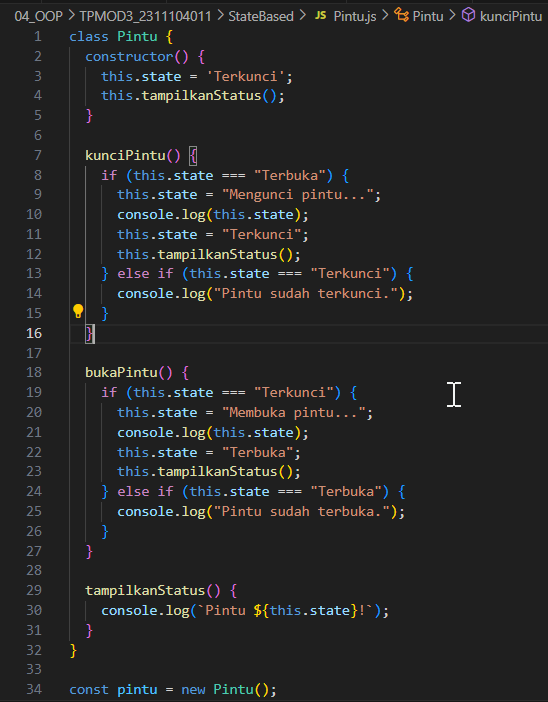 04_OOP > TPMOD3_2311104011 > StateBased > JS Pintu.js > Pintu > kunciPintu
1 class Pintu {
2   constructor() {
3     this.state = 'Terkunci';
4     this.tampilkanStatus();
5   }
6
7   kunciPintu() {
8     if (this.state === "Terbuka") {
9       this.state = "Mengunci pintu...";
10       console.log(this.state);
11       this.state = "Terkunci";
12       this.tampilkanStatus();
13     } else if (this.state === "Terkunci") {
14       console.log("Pintu sudah terkunci.");
15     }
16   }
17
18   bukaPintu() {
19     if (this.state === "Terkunci") {
20       this.state = "Membuka pintu...";
21       console.log(this.state);
22       this.state = "Terbuka";
23       this.tampilkanStatus();
24     } else if (this.state === "Terbuka") {
25       console.log("Pintu sudah terbuka.");
26     }
27   }
28
29   tampilkanStatus() {
30     console.log(`Pintu ${this.state}!`);
31   }
32 }
33
34 const pintu = new Pintu();